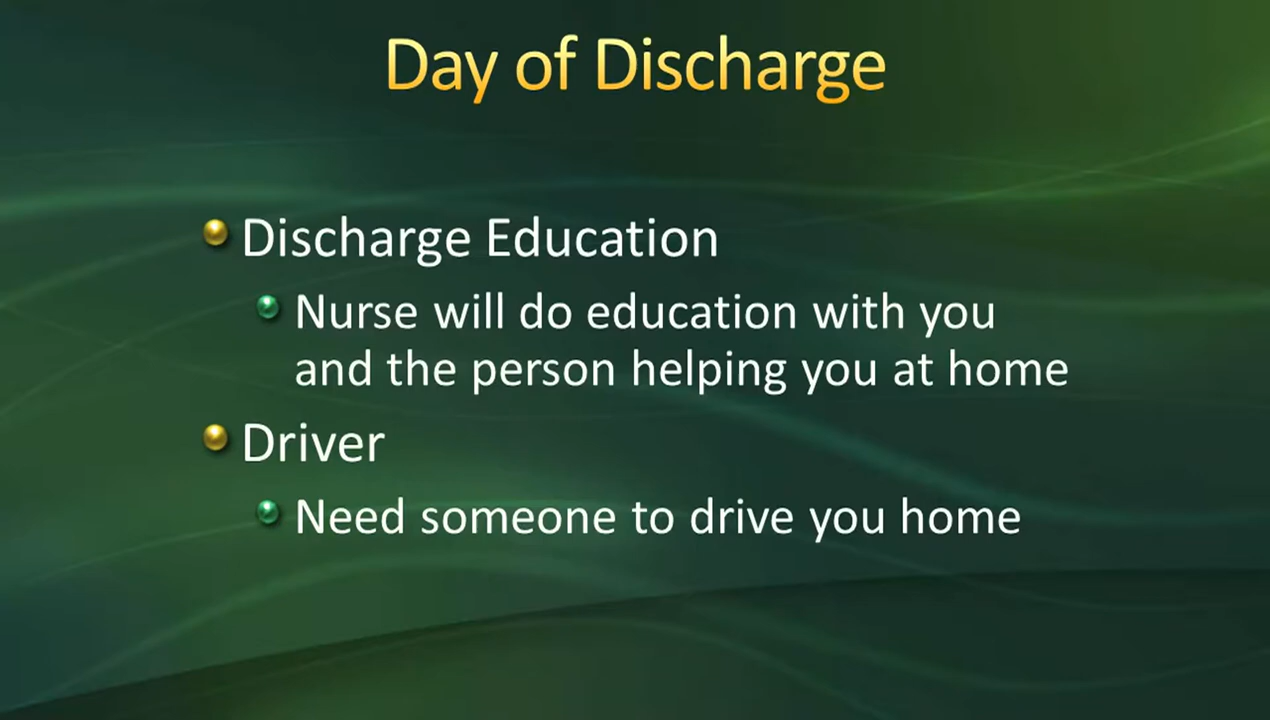 Day of Discharge
Discharge Education
Nurse will do education with you
and the person helping you at home
Driver
Need someone to drive you home